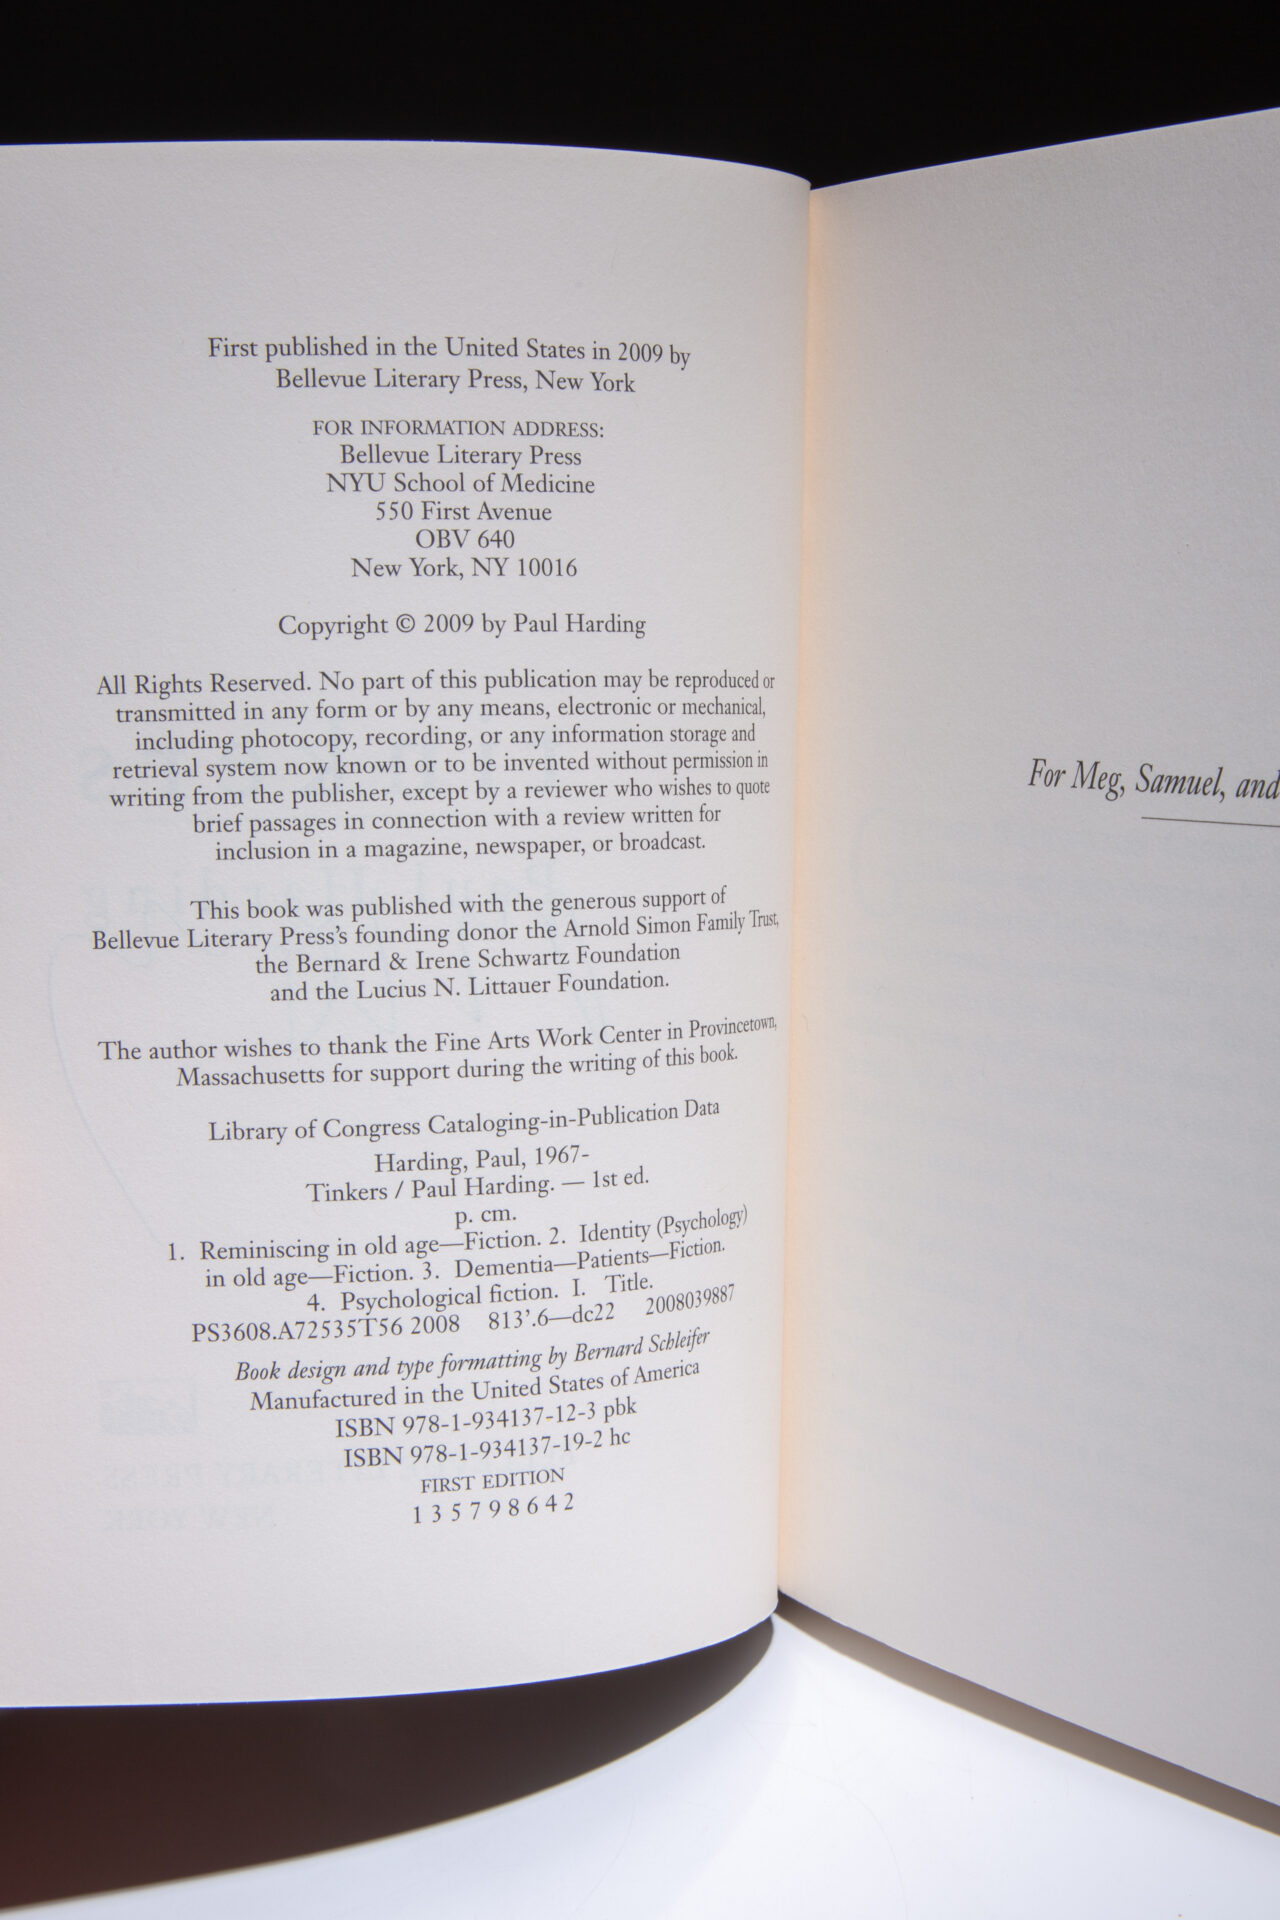 First published in the United States in 2009 by
Bellevue Literary Press, New York
FOR INFORMATION ADDRESS:
Bellevue Literary Press
NYU School of Medicine
550 First Avenue
OBV 640
New York, NY 10016
Copyright © 2009 by Paul Harding
All Rights Reserved. No part of this publication may be reproduced or
transmitted in any form or by any means, electronic or mechanical,
including photocopy, recording, or any information storage and
retrieval system now known or to be invented without permission in
writing from the publisher, except by a reviewer who wishes to quote
brief passages in connection with a review written for
inclusion in a magazine, newspaper, or broadcast.
This book was published with the generous support of
Bellevue Literary Press's founding donor the Arnold Simon Family Trust,
the Bernard & Irene Schwartz Foundation
and the Lucius N. Littauer Foundation.
The author wishes to thank the Fine Arts Work Center in Provincetown,
Massachusetts for support during the writing of this book.
Library of Congress Cataloging-in-Publication Data
Harding, Paul, 1967-
Tinkers / Paul Harding. — 1st ed.
p. cm.
1. Reminiscing in old age—Fiction. 2. Identity (Psychology)
in old age—Fiction. 3. Dementia—Patients—Fiction.
4. Psychological fiction. I. Title.
PS3608.A72535T56 2008 813'.6—dc22 2008039887
Book design and type formatting by Bernard Schleifer
Manufactured in the United States of America
ISBN 978-1-934137-12-3 pbk
ISBN 978-1-934137-19-2 hc
FIRST EDITION
1 3 5 7 9 8 6 4 2
For Meg, Samuel, and